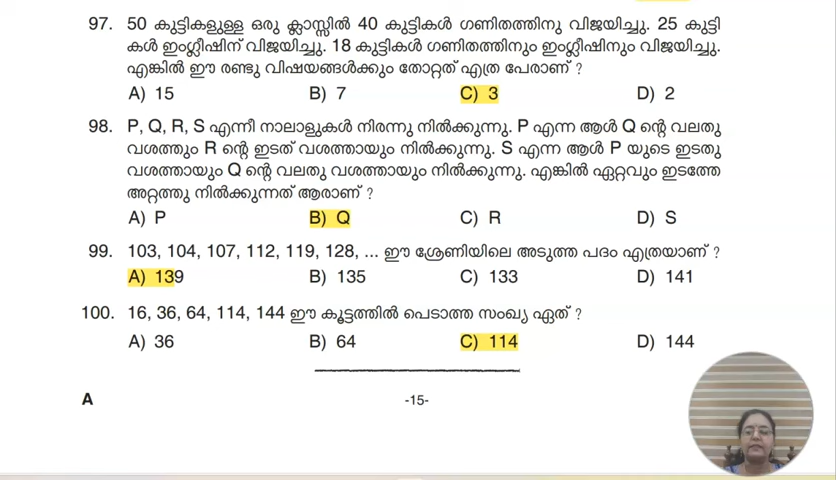 97. 50 കുട്ടികളുള്ള ഒരു ക്ലാസ്സിൽ 40 കുട്ടികൾ ഗണിതത്തിനു വിജയിച്ചു. 25 കുട്ടി
കൾ ഇംഗ്ലീഷിന് വിജയിച്ചു. 18 കുട്ടികൾ ഗണിതത്തിനും ഇംഗ്ലീഷിനും വിജയിച്ചു.
എങ്കിൽ ഈ രണ്ടു വിഷയങ്ങൾക്കും തോറ്റത് എത്ര പേരാണ് ?
A) 15 B) 7 C) 3 D) 2
98. P, Q, R, S എന്നീ നാലാളുകൾ നിരന്നു നിൽക്കുന്നു. P എന്ന ആൾ Q ന്റെ വലതു
വശത്തും R ന്റെ ഇടത് വശത്തായും നിൽക്കുന്നു. S എന്ന ആൾ P യുടെ ഇടതു
വശത്തായും Q ന്റെ വലതു വശത്തായും നിൽക്കുന്നു. എങ്കിൽ ഏറ്റവും ഇടത്തേ
അറ്റത്തു നിൽക്കുന്നത് ആരാണ് ?
A) P B) Q C) R D) S
99. 103, 104, 107, 112, 119, 128, ... ഈ ശ്രേണിയിലെ അടുത്ത പദം എത്രയാണ് ?
A) 139 B) 135 C) 133 D) 141
100. 16, 36, 64, 114, 144 ഈ കൂട്ടത്തിൽ പെടാത്ത സംഖ്യ ഏത് ?
A) 36 B) 64 C) 114 D) 144
A -15-